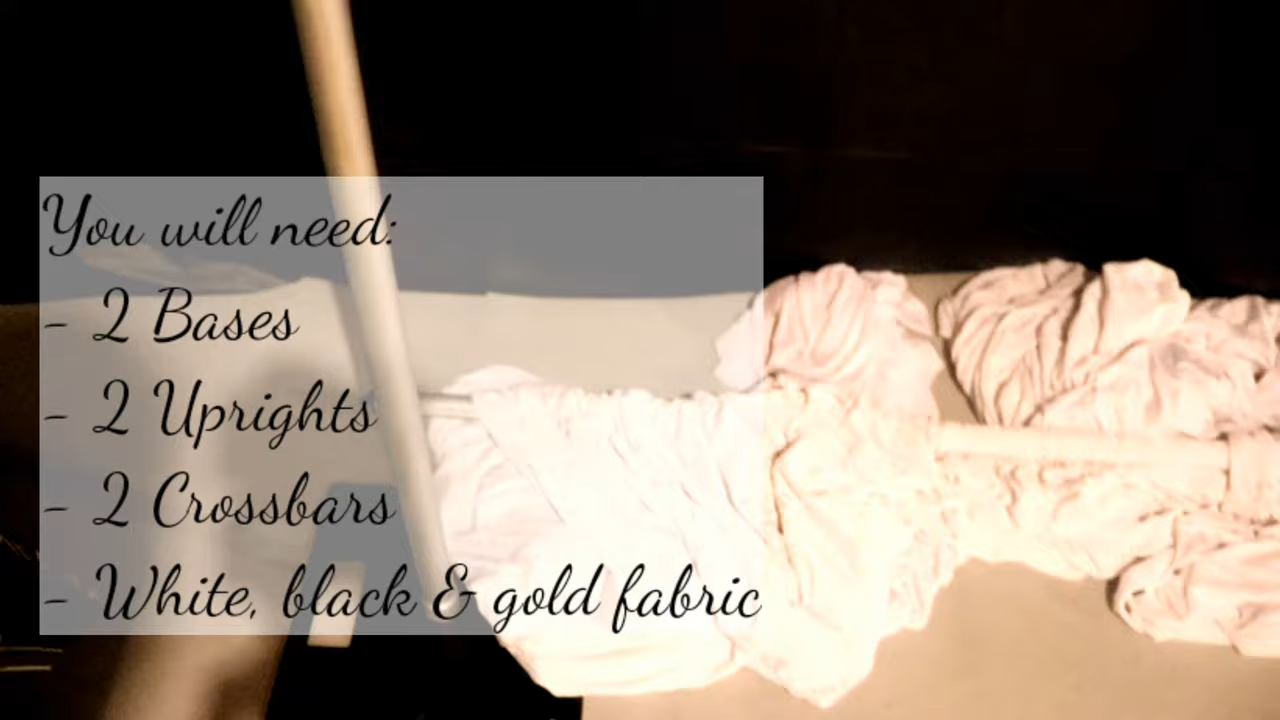 You will need:
- 2 Bases
- 2 Uprights
- 2 Crossbars
- White, black & gold fabric